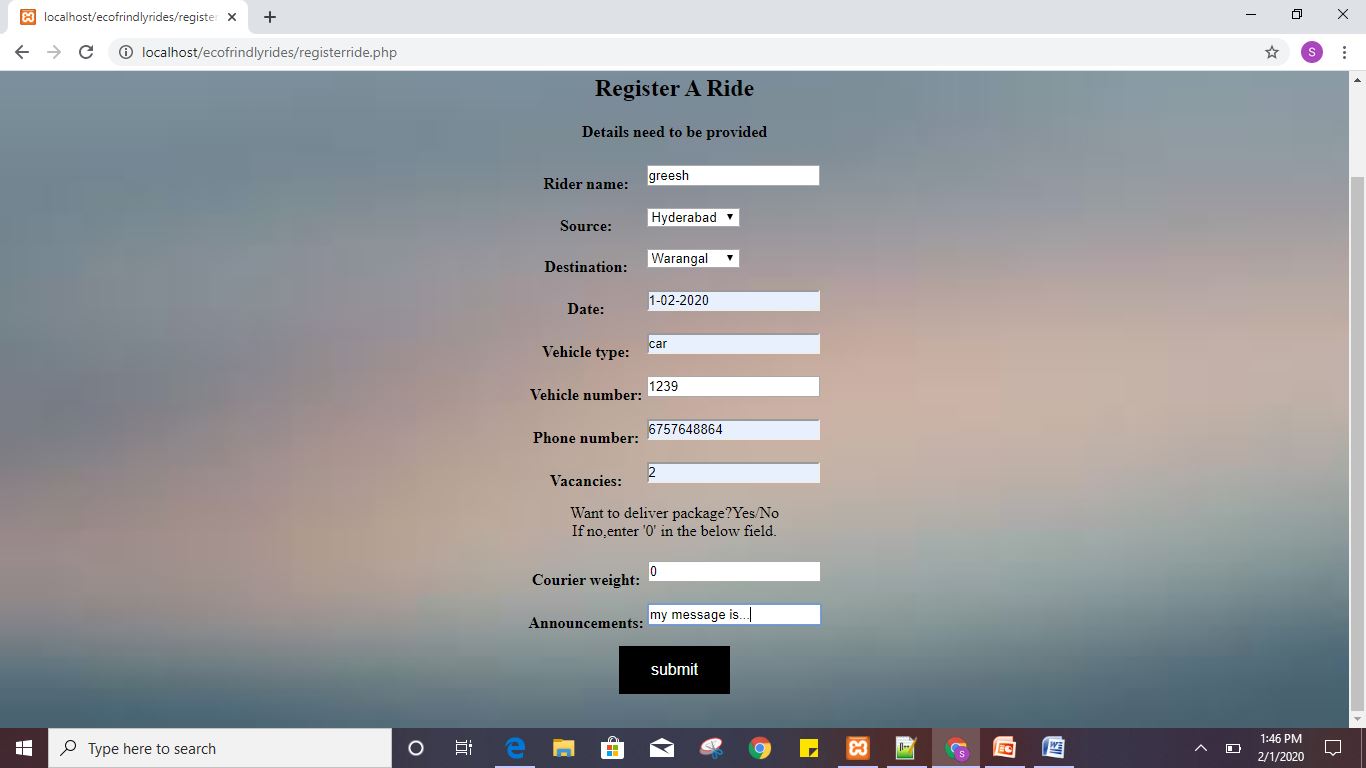 localhost/ecofrindlyrides/register
localhost/ecofrindlyrides/registerride.php
S
Register A Ride
Details need to be provided
Rider name: greesh
Source: Hyderabad
Destination: Warangal
Date: 1-02-2020
Vehicle type: car
Vehicle number: 1239
Phone number: 6757648864
Vacancies: 2
Want to deliver package?Yes/No
If no,enter '0' in the below field.
Courier weight: 0
Announcements: my message is...
submit
Type here to search
1:46 PM
2/1/2020